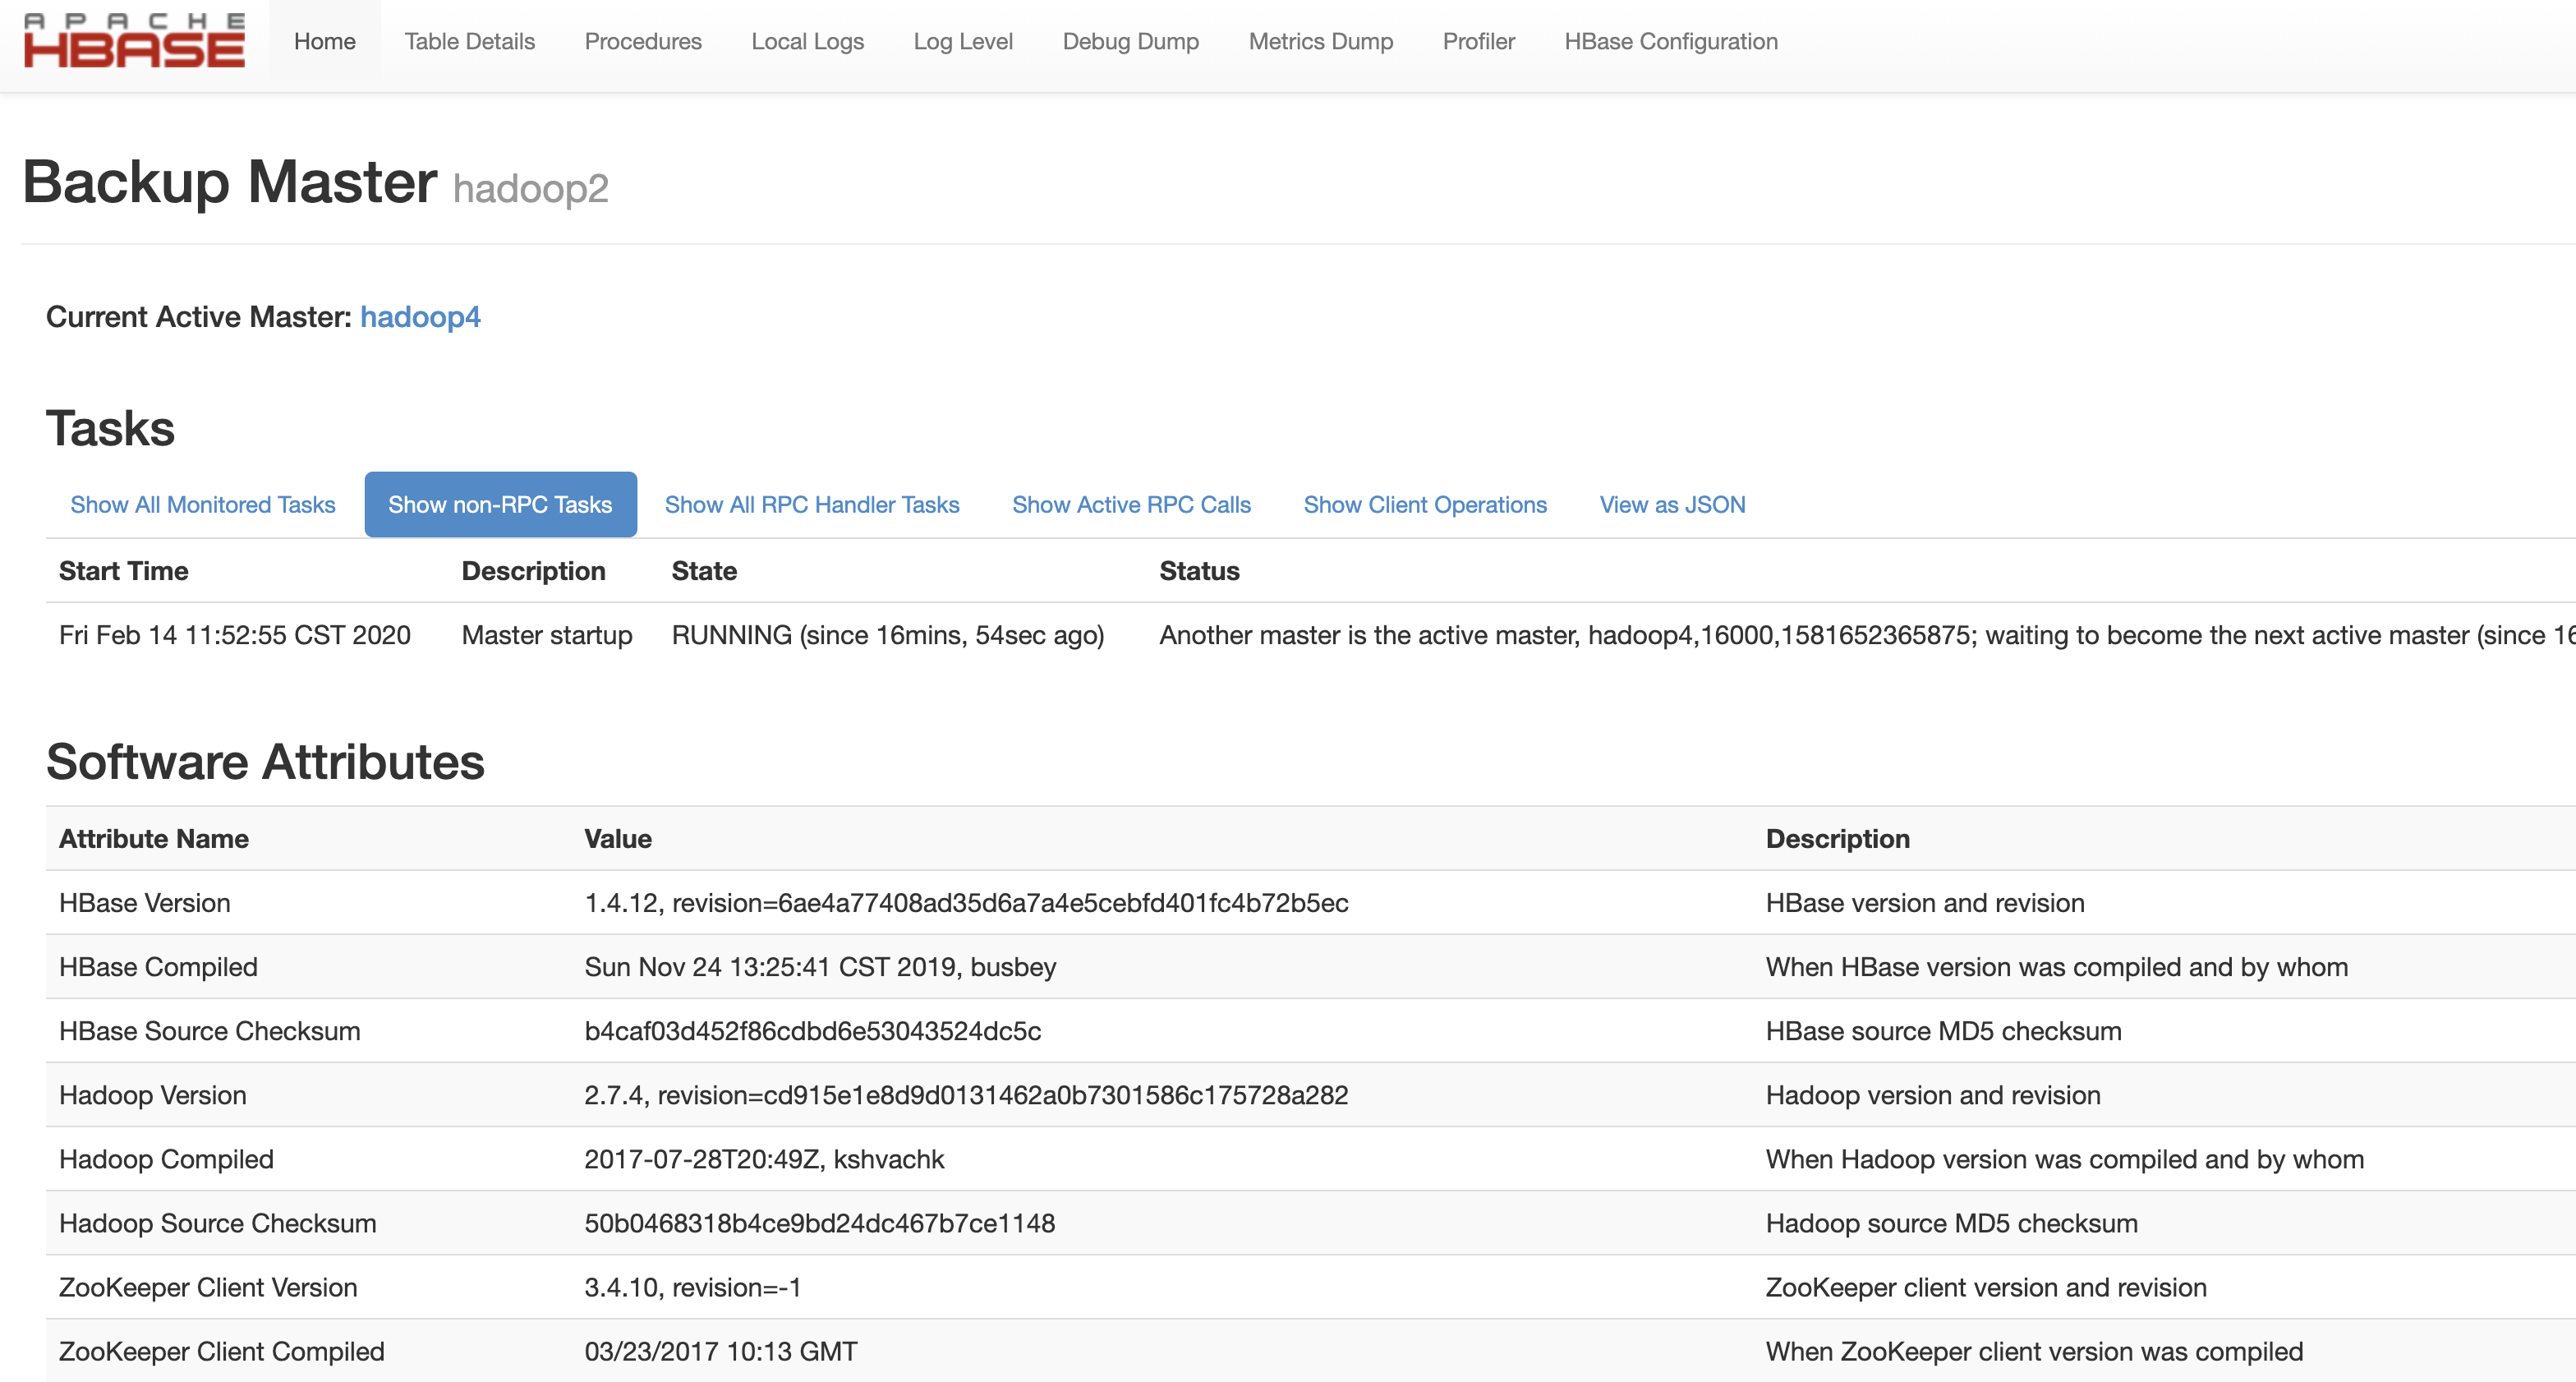 APACHE
HBASE
Home Table Details Procedures Local Logs Log Level Debug Dump Metrics Dump Profiler HBase Configuration
Backup Master hadoop2
Current Active Master: hadoop4
Tasks
Show All Monitored Tasks Show non-RPC Tasks Show All RPC Handler Tasks Show Active RPC Calls Show Client Operations View as JSON
Start Time Description State Status
Fri Feb 14 11:52:55 CST 2020 Master startup RUNNING (since 16mins, 54sec ago) Another master is the active master, hadoop4,16000,1581652365875; waiting to become the next active master (since 16
Software Attributes
Attribute Name Value Description
HBase Version 1.4.12, revision=6ae4a77408ad35d6a7a4e5cebfd401fc4b72b5ec HBase version and revision
HBase Compiled Sun Nov 24 13:25:41 CST 2019, busbey When HBase version was compiled and by whom
HBase Source Checksum b4caf03d452f86cdbd6e53043524dc5c HBase source MD5 checksum
Hadoop Version 2.7.4, revision=cd915e1e8d9d0131462a0b7301586c175728a282 Hadoop version and revision
Hadoop Compiled 2017-07-28T20:49Z, kshvachk When Hadoop version was compiled and by whom
Hadoop Source Checksum 50b0468318b4ce9bd24dc467b7ce1148 Hadoop source MD5 checksum
ZooKeeper Client Version 3.4.10, revision=-1 ZooKeeper client version and revision
ZooKeeper Client Compiled 03/23/2017 10:13 GMT When ZooKeeper client version was compiled